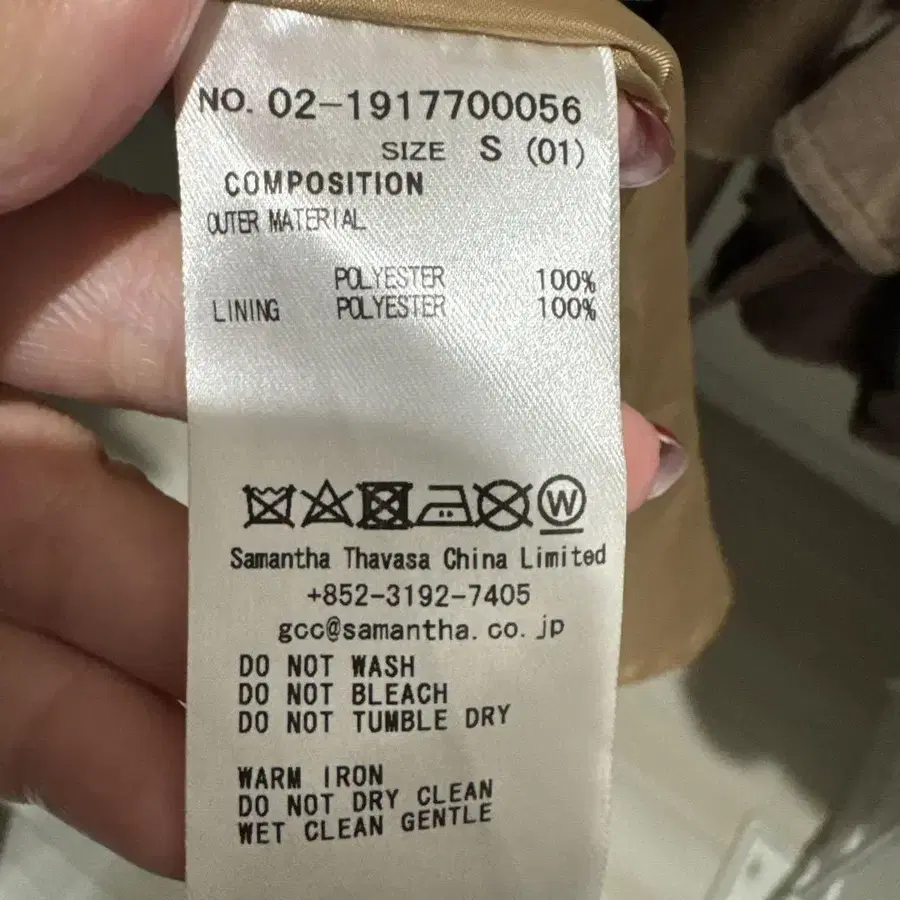 NO. 02-1917700056
SIZE S (01)
COMPOSITION
OUTER MATERIAL
POLYESTER 100%
LINING POLYESTER 100%
W
Samantha Thavasa China Limited
+852-3192-7405
gcc@samantha.co.jp
DO NOT WASH
DO NOT BLEACH
DO NOT TUMBLE DRY
WARM IRON
DO NOT DRY CLEAN
WET CLEAN GENTLE